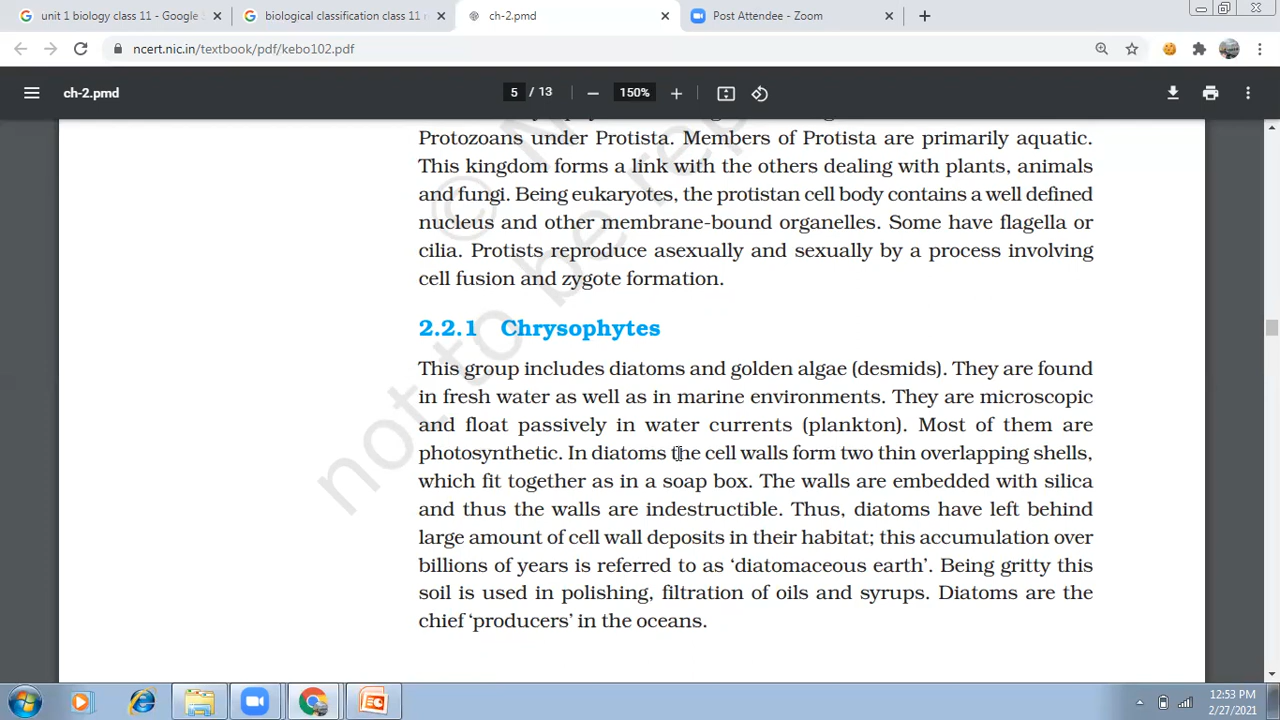 unit 1 biology class 11 - Google
biological classification class 11
ch-2.pmd
Post Attendee - Zoom
ncert.nic.in/textbook/pdf/kebo102.pdf
ch-2.pmd
5 / 13
150%
Protozoans under Protista. Members of Protista are primarily aquatic.
This kingdom forms a link with the others dealing with plants, animals
and fungi. Being eukaryotes, the protistan cell body contains a well defined
nucleus and other membrane-bound organelles. Some have flagella or
cilia. Protists reproduce asexually and sexually by a process involving
cell fusion and zygote formation.
2.2.1 Chrysophytes
This group includes diatoms and golden algae (desmids). They are found
in fresh water as well as in marine environments. They are microscopic
and float passively in water currents (plankton). Most of them are
photosynthetic. In diatoms the cell walls form two thin overlapping shells,
which fit together as in a soap box. The walls are embedded with silica
and thus the walls are indestructible. Thus, diatoms have left behind
large amount of cell wall deposits in their habitat; this accumulation over
billions of years is referred to as ‘diatomaceous earth’. Being gritty this
soil is used in polishing, filtration of oils and syrups. Diatoms are the
chief ‘producers’ in the oceans.
© N
not to be rep
12:53 PM
2/27/2021